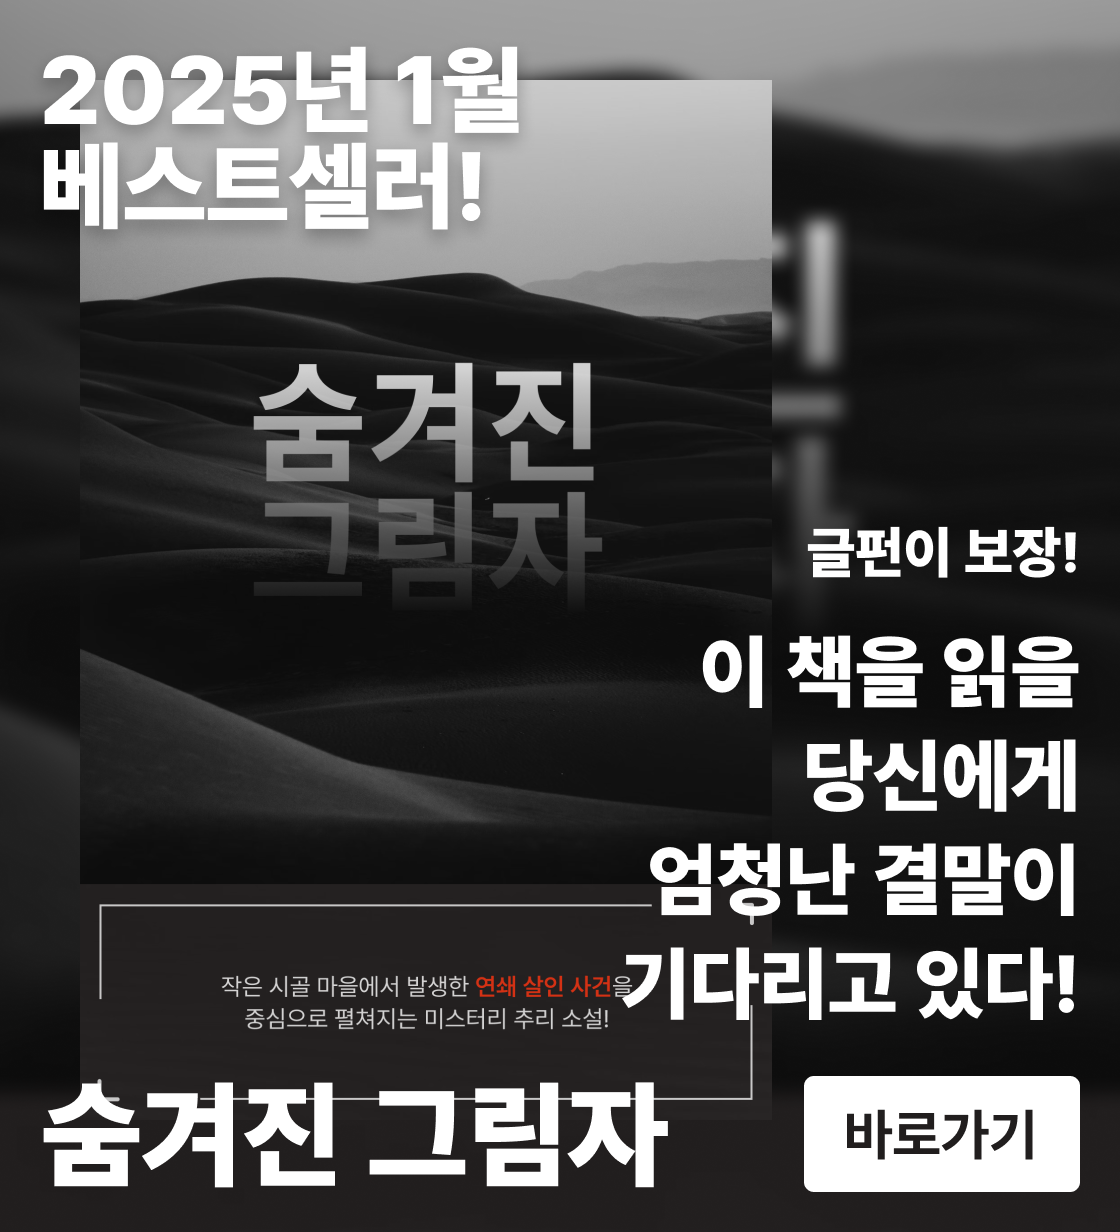 2025년 1월
베스트셀러!
숨겨진
그림자
글펀이 보장!
이 책을 읽을
당신에게
엄청난 결말이
기다리고 있다!
작은 시골 마을에서 발생한 연쇄 살인 사건을
중심으로 펼쳐지는 미스터리 추리 소설!
숨겨진 그림자
바로가기